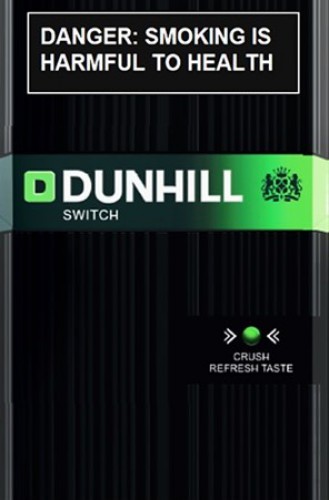 DANGER: SMOKING IS
HARMFUL TO HEALTH
D DUNHILL
SWITCH
CRUSH
REFRESH TASTE